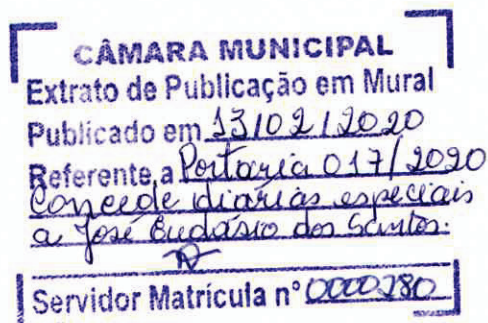 CÂMARA MUNICIPAL
Extrato de Publicação em Mural
Publicado em 13/02/2020
Referente a Portaria 017/2020
Concede diárias especiais
a José Eudásio dos Santos.
Servidor Matrícula nº 0000280